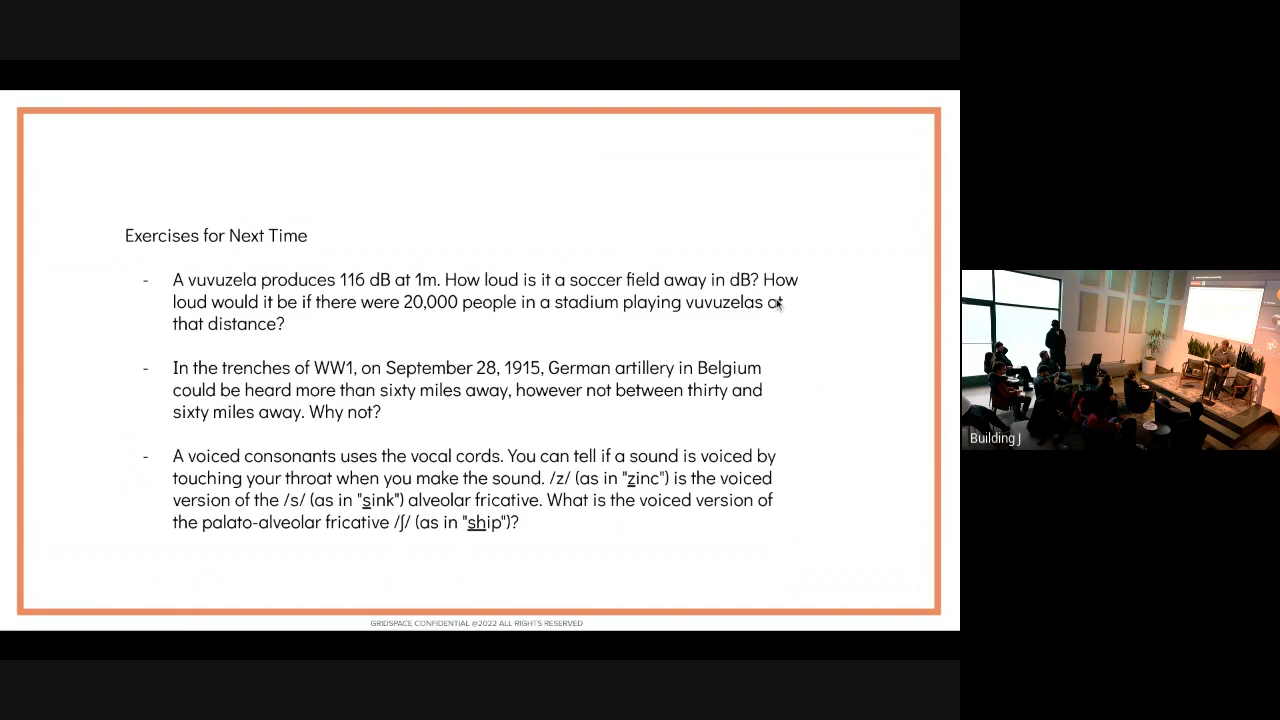 Exercises for Next Time
- A vuvuzela produces 116 dB at 1m. How loud is it a soccer field away in dB? How
loud would it be if there were 20,000 people in a stadium playing vuvuzelas at
that distance?
- In the trenches of WW1, on September 28, 1915, German artillery in Belgium
could be heard more than sixty miles away, however not between thirty and
sixty miles away. Why not?
- A voiced consonants uses the vocal cords. You can tell if a sound is voiced by
touching your throat when you make the sound. /z/ (as in "zinc") is the voiced
version of the /s/ (as in "sink") alveolar fricative. What is the voiced version of
the palato-alveolar fricative /ʃ/ (as in "ship")?
GRIDSPACE CONFIDENTIAL @2022 ALL RIGHTS RESERVED
Building J